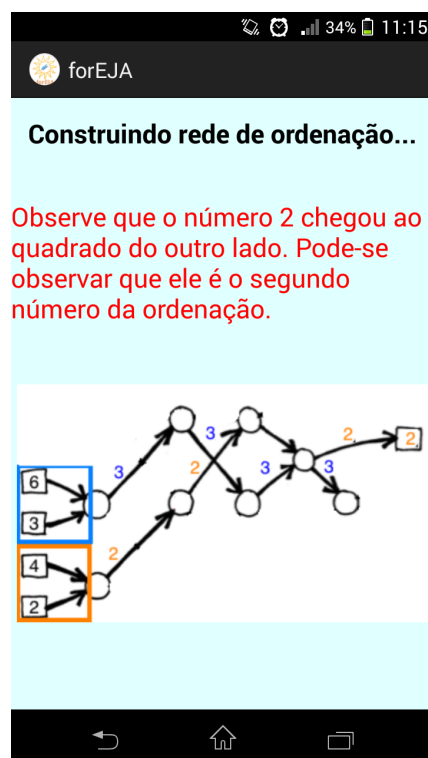 34% 11:15
forEJA
Construindo rede de ordenação...
Observe que o número 2 chegou ao
quadrado do outro lado. Pode-se
observar que ele é o segundo
número da ordenação.
3 2 2
3 2 3 3
6
3
4 2
2